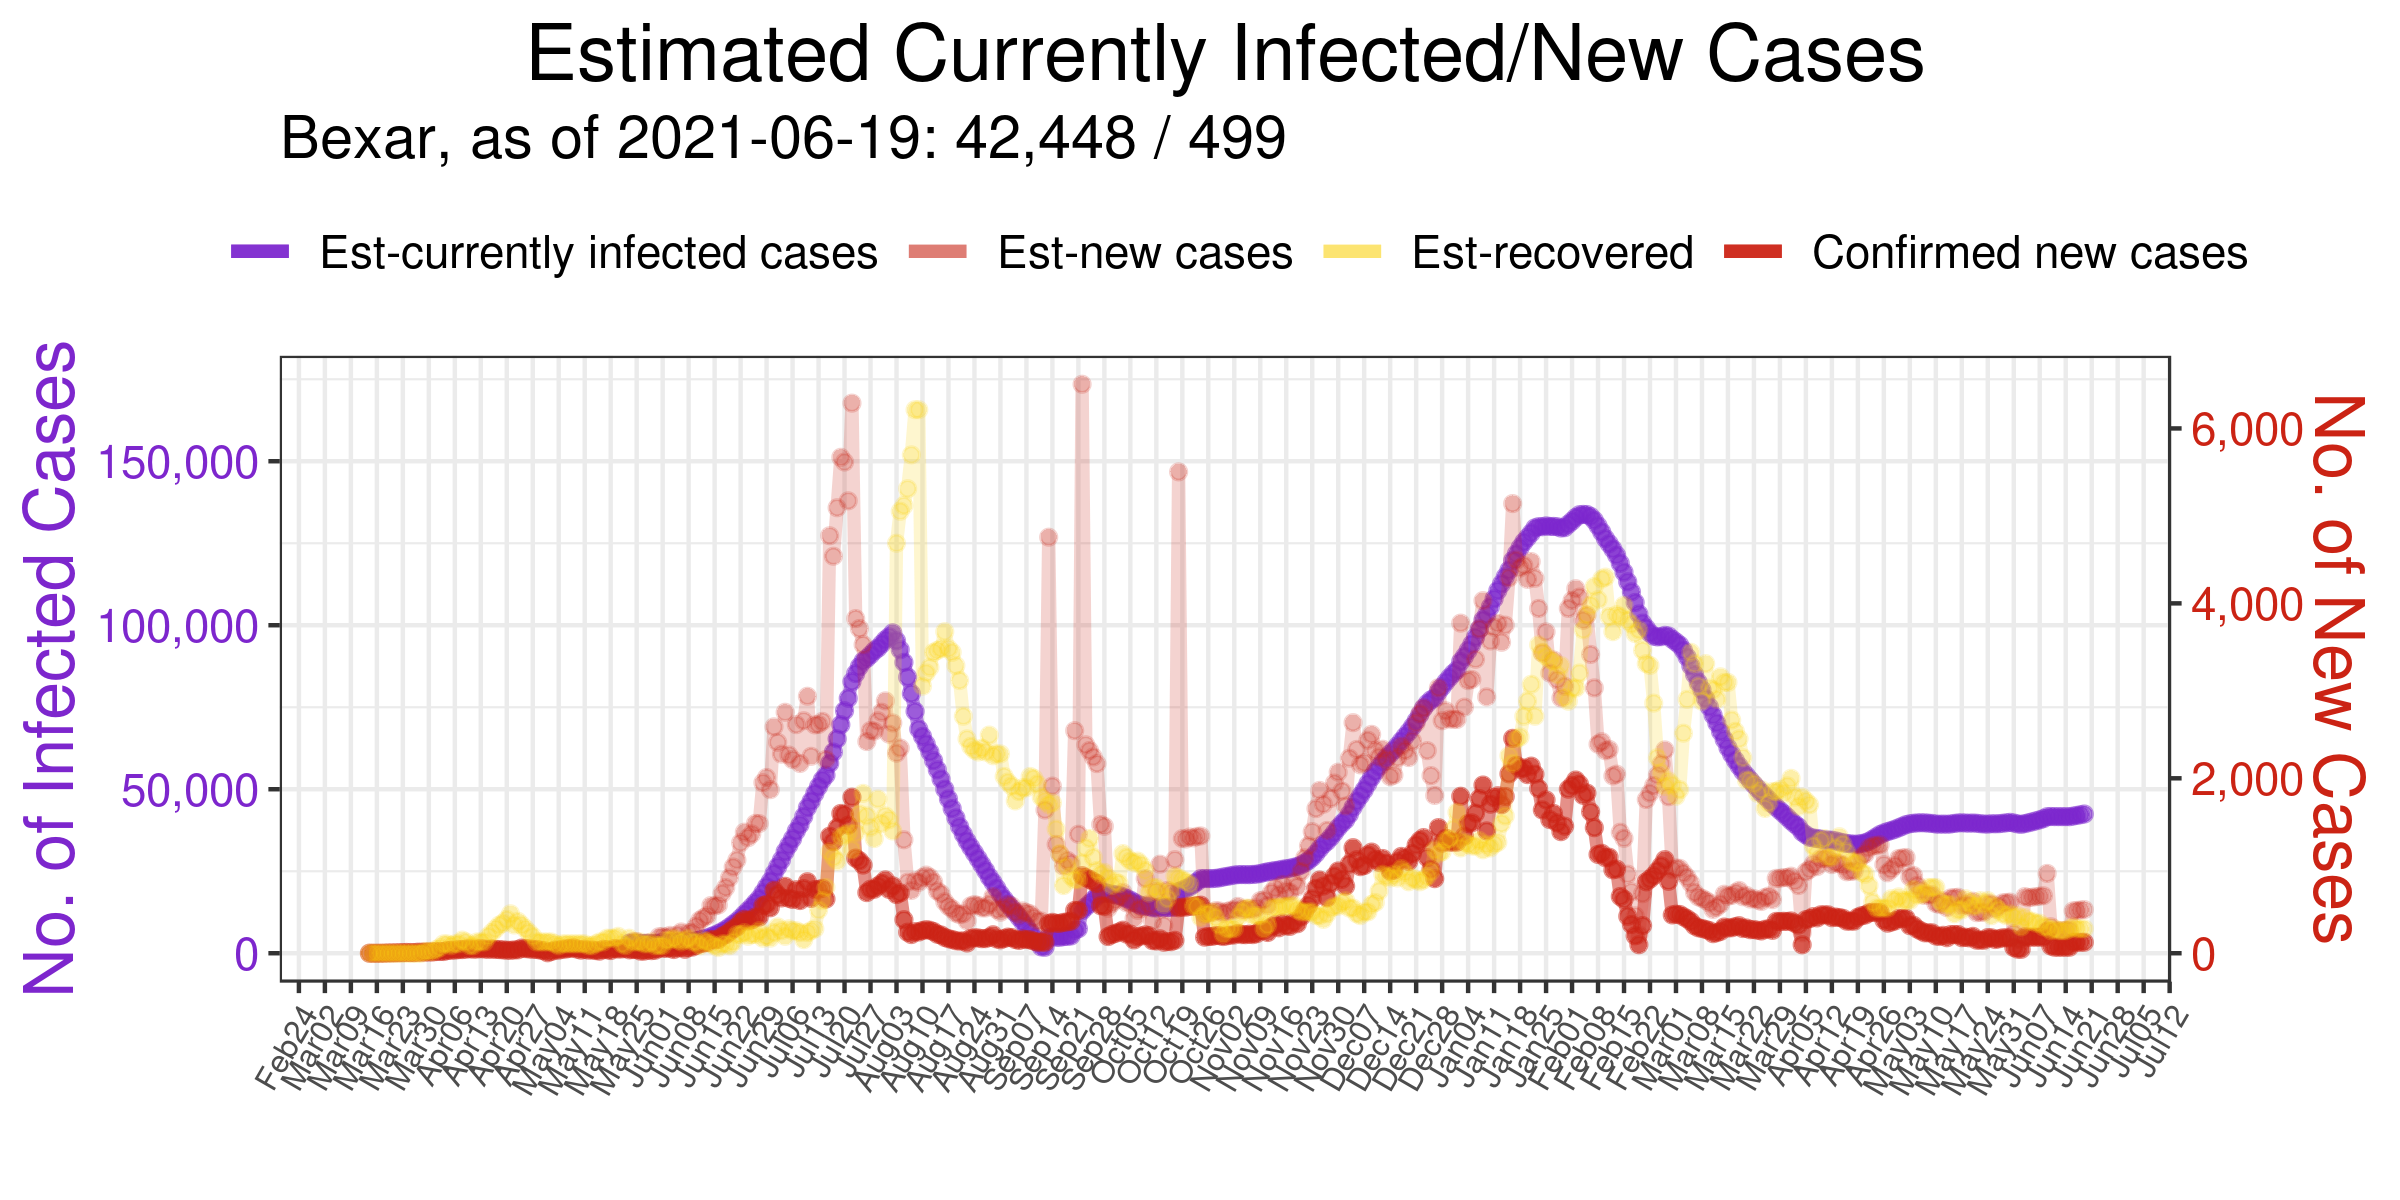 Estimated Currently Infected/New Cases
Bexar, as of 2021-06-19: 42,448 / 499
Est-currently infected cases Est-new cases Est-recovered Confirmed new cases
No. of Infected Cases
150,000
100,000
50,000
0
6,000
4,000
2,000
0
No. of New Cases
Feb24 Mar02 Mar09 Mar16 Mar23 Mar30 Apr06 Apr13 Apr20 Apr27 May04 May11 May18 May25 Jun01 Jun08 Jun15 Jun22 Jun29 Jul06 Jul13 Jul20 Jul27 Aug03 Aug10 Aug17 Aug24 Aug31 Sep07 Sep14 Sep21 Sep28 Oct05 Oct12 Oct19 Oct26 Nov02 Nov09 Nov16 Nov23 Nov30 Dec07 Dec14 Dec21 Dec28 Jan04 Jan11 Jan18 Jan25 Feb01 Feb08 Feb15 Feb22 Mar01 Mar08 Mar15 Mar22 Mar29 Apr05 Apr12 Apr19 Apr26 May03 May10 May17 May24 May31 Jun07 Jun14 Jun21 Jun28 Jul05 Jul12